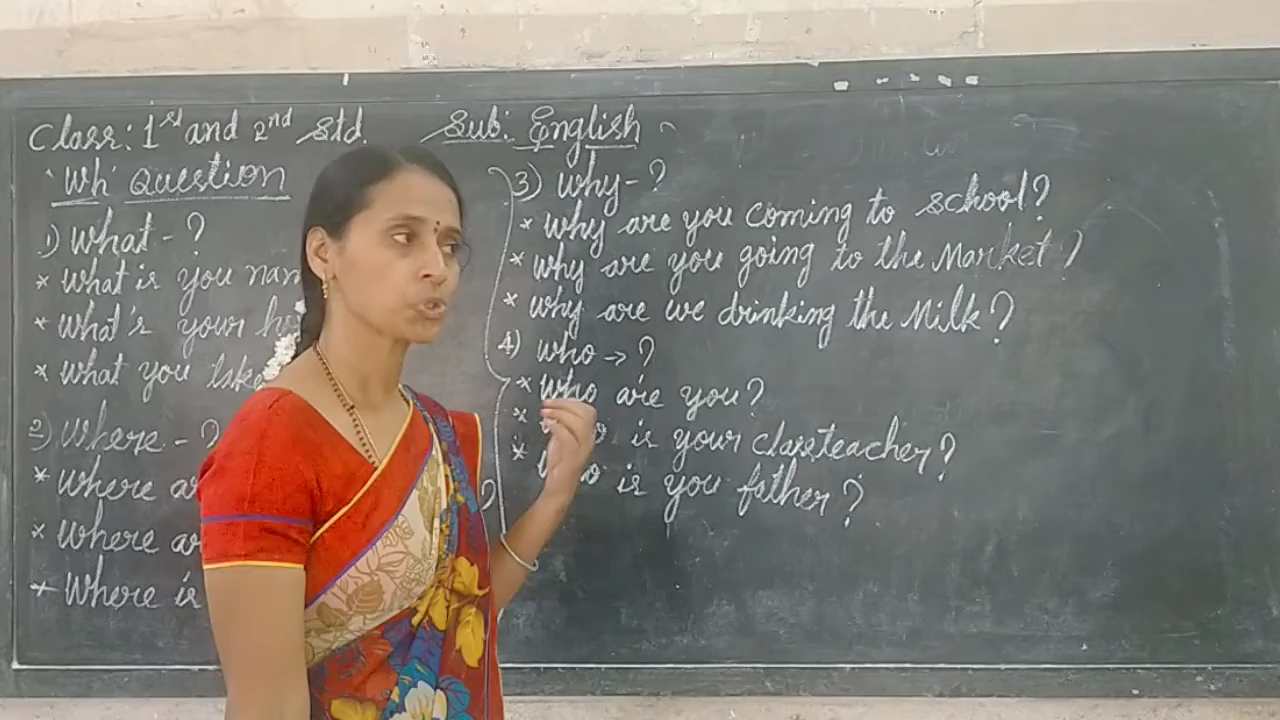 Class: 1st and 2nd Std.
Sub: English
'Wh' Question
1) What - ?
* What is you nam
* What's your
* What you like
2) Where - ?
* Where
* Where
* Where is
?
3) Why - ?
* Why are you coming to school?
* Why are you going to the Market?
* Why are we drinking the Milk?
4) Who → ?
* Who are you?
* is your classteacher?
* is you father?